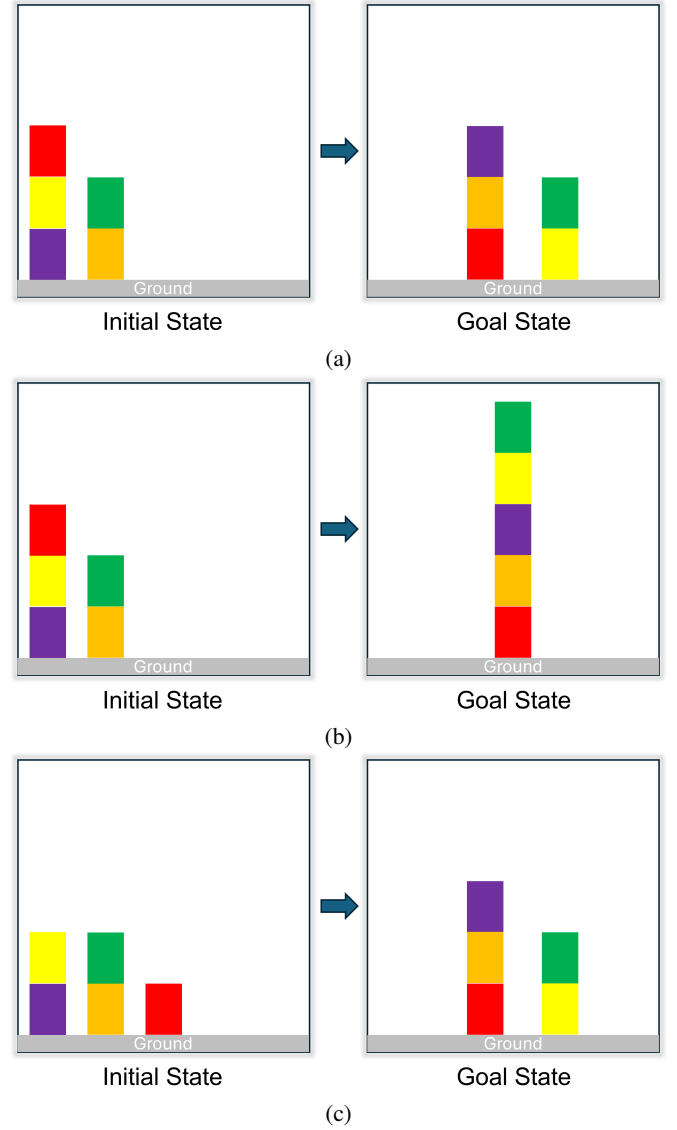 Ground Ground
Initial State Goal State
(a)
Ground Ground
Initial State Goal State
(b)
Ground Ground
Initial State Goal State
(c)